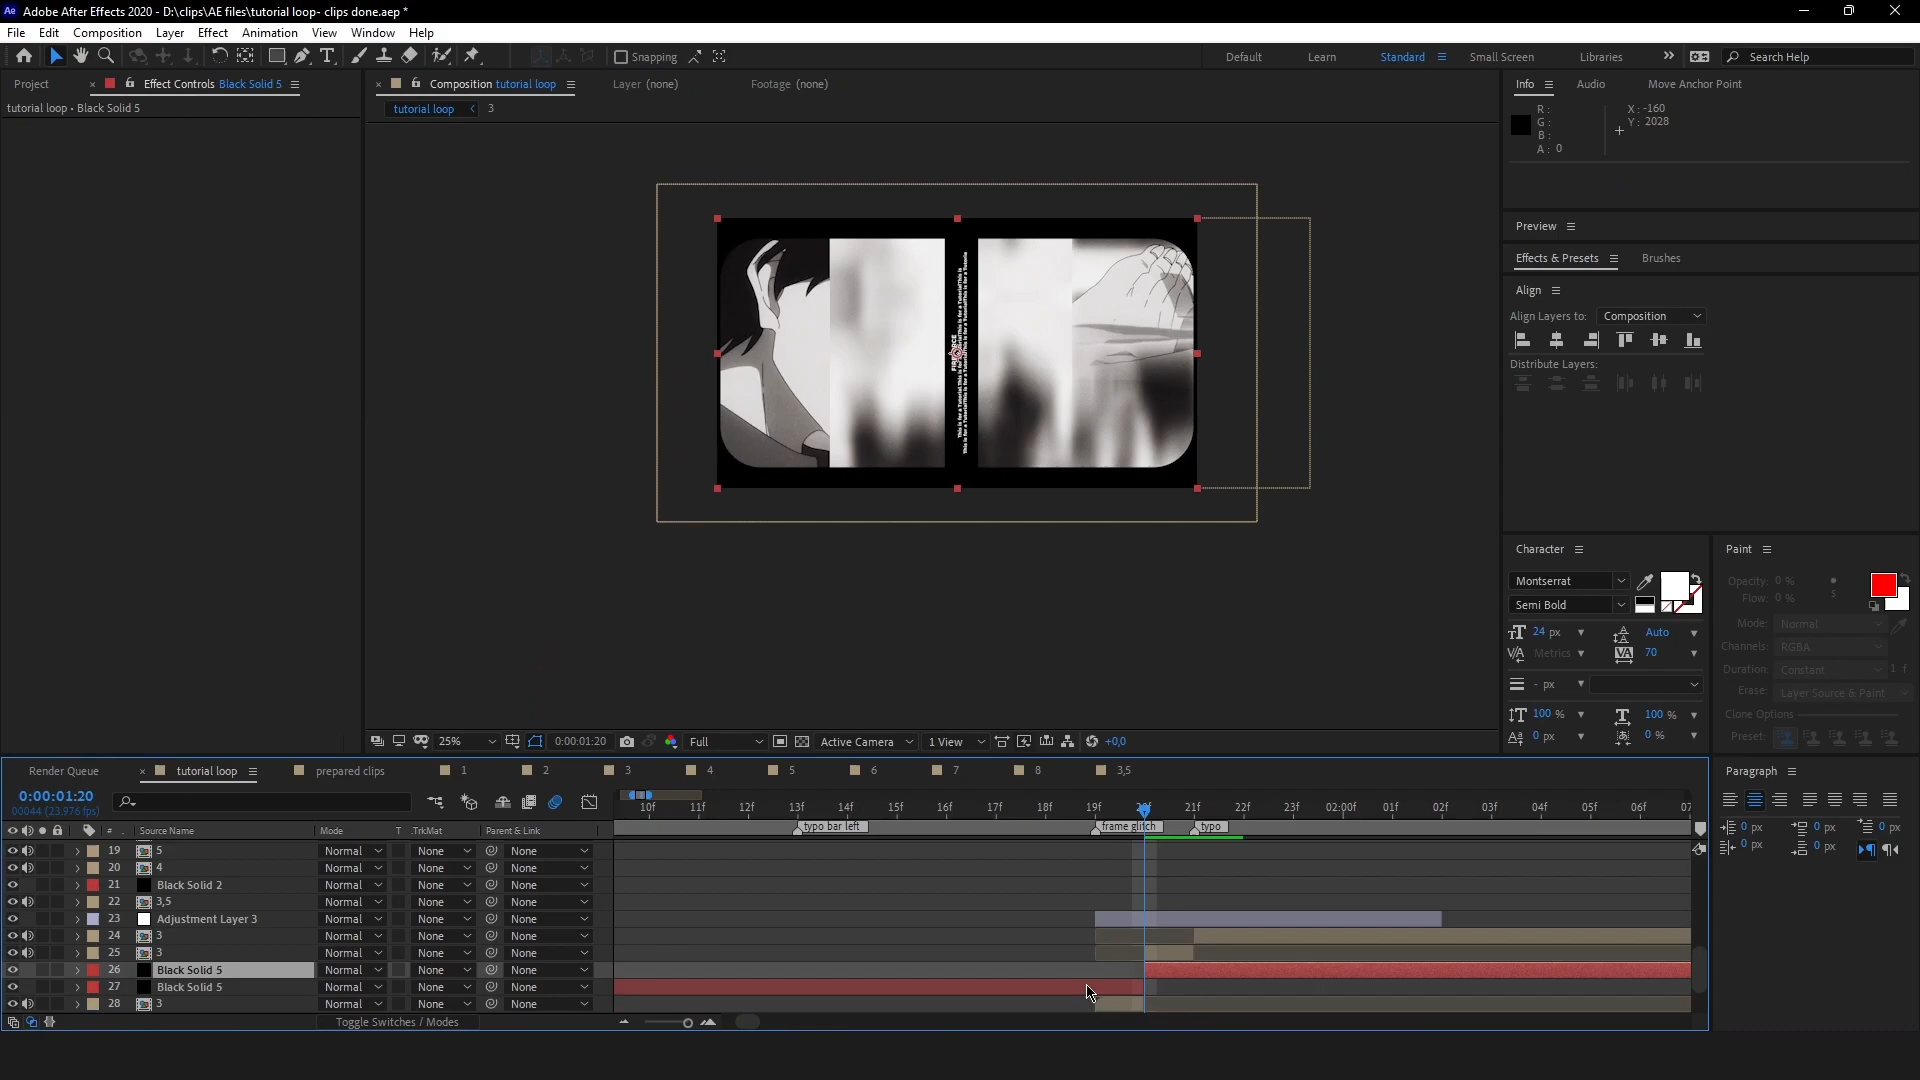 Ae Adobe After Effects 2020 - D:\clips\AE files\tutorial loop- clips done.aep *
File Edit Composition Layer Effect Animation View Window Help
Snapping Default Learn Standard Small Screen Libraries Search Help
Project Effect Controls Black Solid 5 Composition tutorial loop Layer (none) Footage (none) Info Audio Move Anchor Point
tutorial loop • Black Solid 5
tutorial loop 3
R: X: -160
G: Y: 2028
B:
A: 0
Preview
Effects & Presets Brushes
Align
Align Layers to: Composition
Distribute Layers:
Character Paint
Montserrat
Semi Bold
24 px Auto
Metrics 70
- px
100 % 100 %
0 px 0 %
Opacity: 0 %
Flow: 0 % 5
Mode: Normal
Channels: RGBA
Duration: Constant 1 f
Erase: Layer Source & Paint
Clone Options
Preset:
25% 0:00:01:20 Full Active Camera 1 View +0,0
Render Queue tutorial loop prepared clips 1 2 3 4 5 6 7 8 3,5
Paragraph
0:00:01:20
00044 (23.976 fps)
10f 11f 12f 13f 14f 15f 16f 17f 18f 19f 20f 21f 22f 23f 02:00f 01f 02f 03f 04f 05f 06f 07
# Source Name Mode T .TrkMat Parent & Link
typo bar left frame glitch typo
19 5 Normal None None
20 4 Normal None None
21 Black Solid 2 Normal None None
22 3,5 Normal None None
23 Adjustment Layer 3 Normal None None
24 3 Normal None None
25 3 Normal None None
26 Black Solid 5 Normal None None
27 Black Solid 5 Normal None None
28 3 Normal None None
Toggle Switches / Modes
0 px 0 px 0 px
0 px 0 px